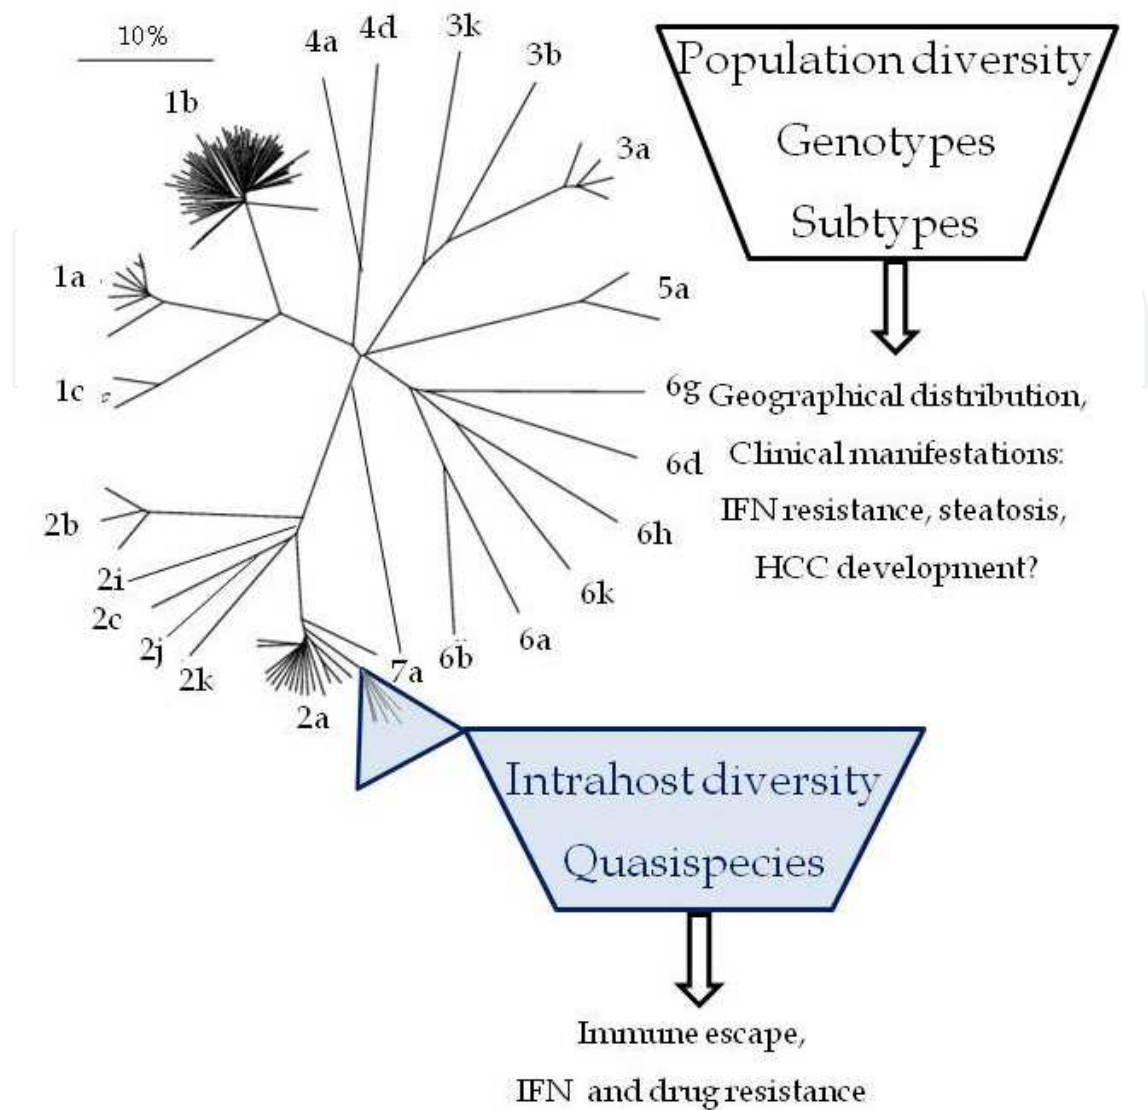 10%
4a
4d
3k
3b
1b
3a
1a
5a
1c
6g
6d
2b
6h
2i
6k
2c
6a
2j
6b
2k
7a
2a
Population diversity
Genotypes
Subtypes
Geographical distribution,
Clinical manifestations:
IFN resistance, steatosis,
HCC development?
Intrahost diversity
Quasispecies
Immune escape,
IFN and drug resistance